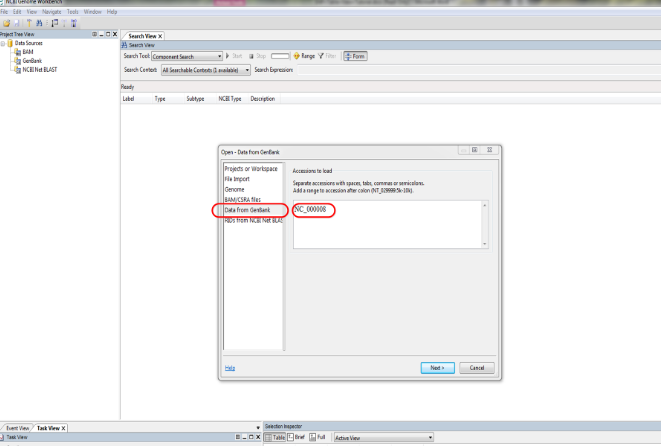 NCBI Genome Workbench
File Edit View Navigate Tools Window Help
Project Tree View
Data Sources
BAM
GenBank
NCBI Net BLAST
Search View X
Search View
Search Tool: Component Search Start Stop Range Filter Form
Search Context: All Searchable Contexts (1 available) Search Expression:
Ready
Label Type Subtype NCBI Type Description
Open - Data from GenBank
Projects or Workspace
File Import
Genome
BAM/CSRA files
Data from GenBank
RIDs from NCBI Net BLAS
Accessions to load
Separate accessions with spaces, tabs, commas or semicolons.
Add a range to accession after colon (NT_029999:5k-10k).
NC_000008
Help
Next >
Cancel
Event View Task View X
Task View
Selection Inspector
Table Brief Full Active View